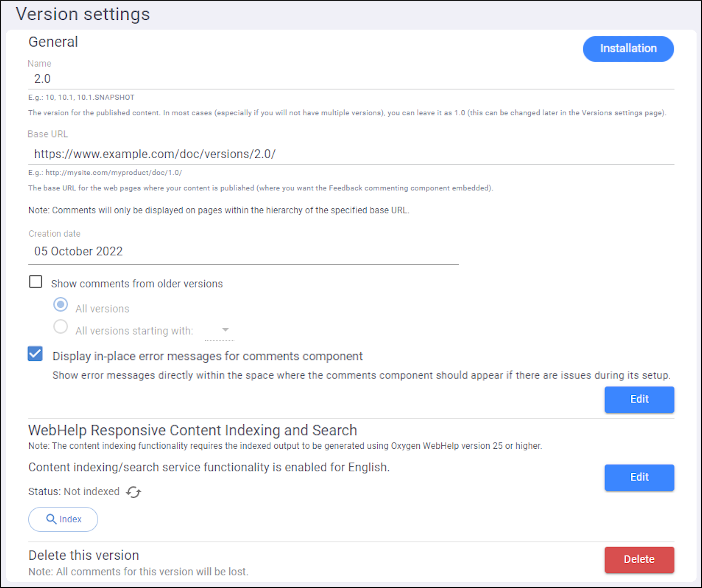 Version settings
General
Installation
Name
2.0
E.g.: 10, 10.1, 10.1.SNAPSHOT
The version for the published content. In most cases (especially if you will not have multiple versions), you can leave it as 1.0 (this can be changed later in the Versions settings page).
Base URL
https://www.example.com/doc/versions/2.0/
E.g.: http://mysite.com/myproduct/doc/1.0/
The base URL for the web pages where your content is published (where you want the Feedback commenting component embedded).
Note: Comments will only be displayed on pages within the hierarchy of the specified base URL.
Creation date
05 October 2022
Show comments from older versions
All versions
All versions starting with:
Display in-place error messages for comments component
Show error messages directly within the space where the comments component should appear if there are issues during its setup.
Edit
WebHelp Responsive Content Indexing and Search
Note: The content indexing functionality requires the indexed output to be generated using Oxygen WebHelp version 25 or higher.
Content indexing/search service functionality is enabled for English.
Edit
Status: Not indexed
Index
Delete this version
Note: All comments for this version will be lost.
Delete